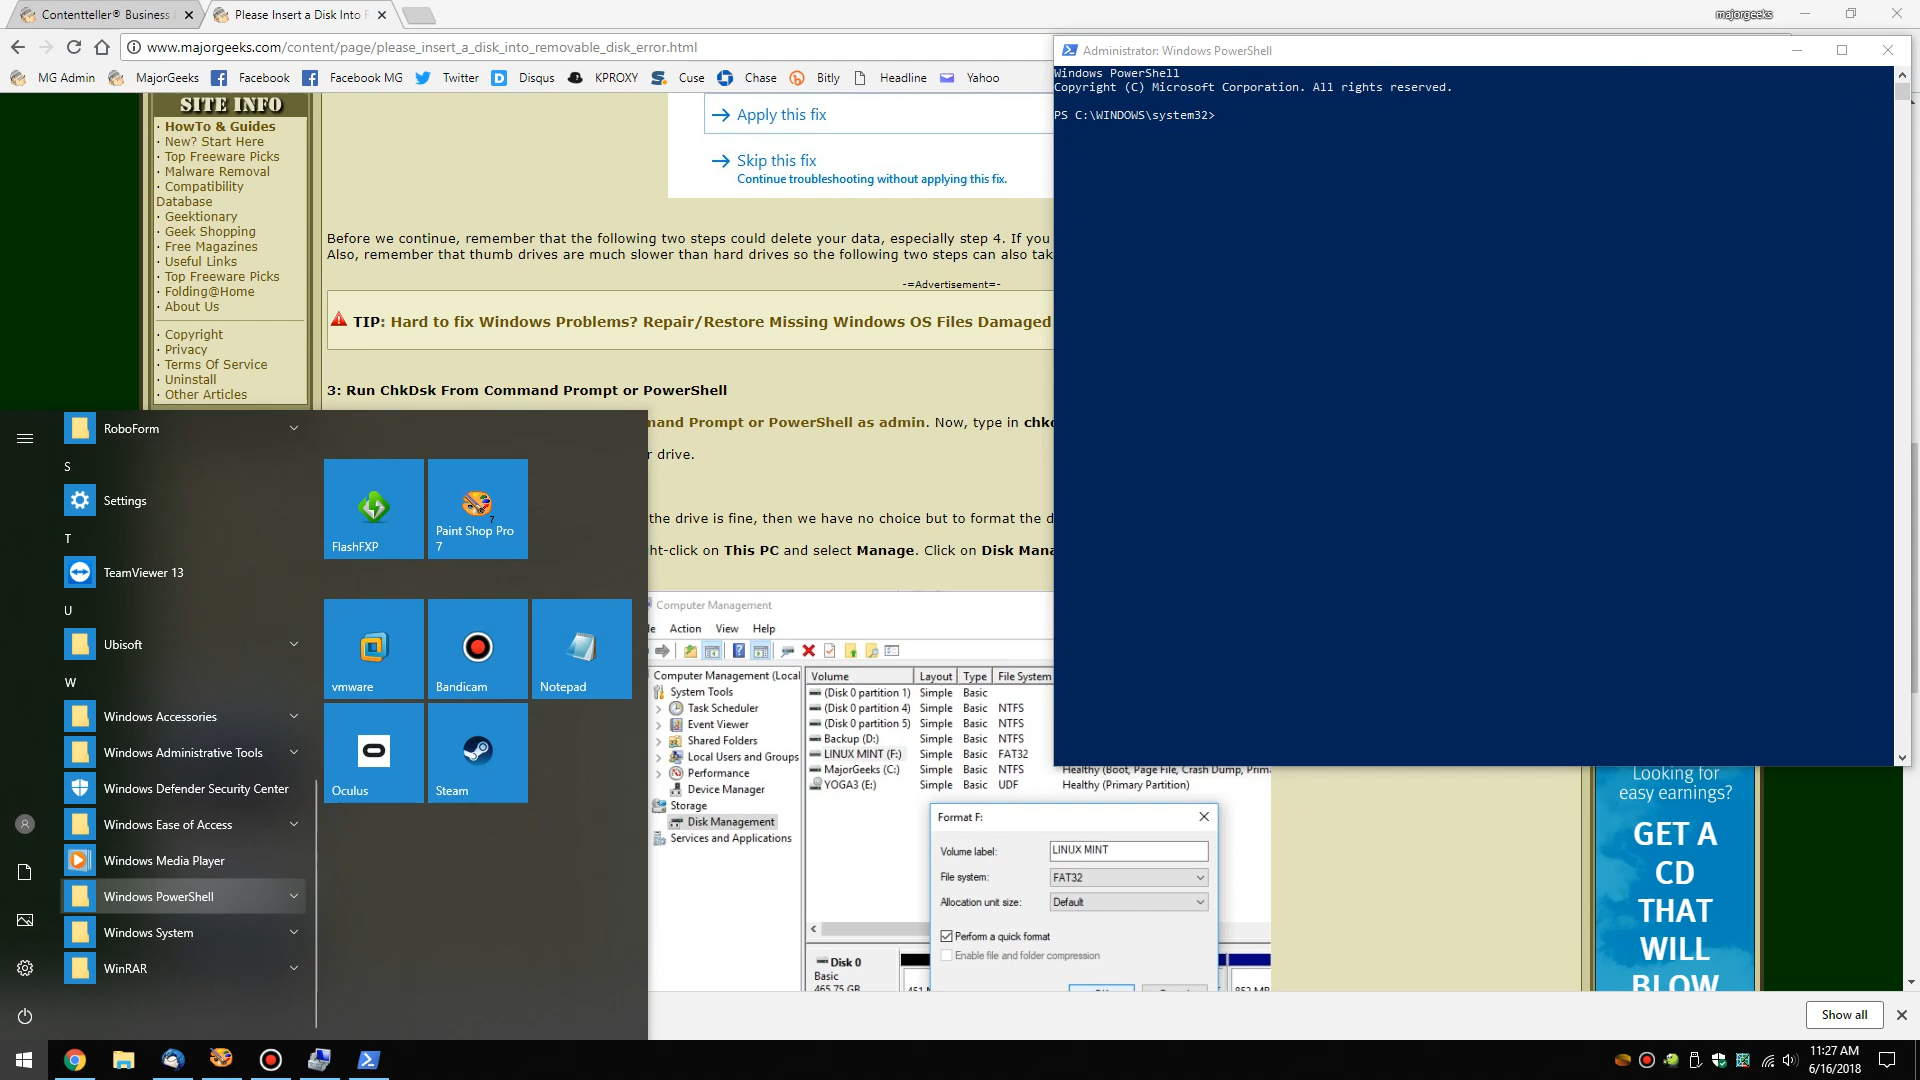 Contentteller® Business
Please Insert a Disk Into
majorgeeks
www.majorgeeks.com/content/page/please_insert_a_disk_into_removable_disk_error.html
MG Admin
MajorGeeks
Facebook
Facebook MG
Twitter
Disqus
KPROXY
Cuse
Chase
Bitly
Headline
Yahoo
SITE INFO
· HowTo & Guides
· New? Start Here
· Top Freeware Picks
· Malware Removal
· Compatibility
Database
· Geektionary
· Geek Shopping
· Free Magazines
· Useful Links
· Top Freeware Picks
· Folding@Home
· About Us
· Copyright
· Privacy
· Terms Of Service
· Uninstall
· Other Articles
Apply this fix
Skip this fix
Continue troubleshooting without applying this fix.
Before we continue, remember that the following two steps could delete your data, especially step 4. If you
Also, remember that thumb drives are much slower than hard drives so the following two steps can also tak
-=Advertisement=-
TIP: Hard to fix Windows Problems? Repair/Restore Missing Windows OS Files Damaged
3: Run ChkDsk From Command Prompt or PowerShell
mand Prompt or PowerShell as admin. Now, type in chk
r drive.
the drive is fine, then we have no choice but to format the d
ht-click on This PC and select Manage. Click on Disk Mana
Administrator: Windows PowerShell
Windows PowerShell
Copyright (C) Microsoft Corporation. All rights reserved.
PS C:\WINDOWS\system32>
RoboForm
S
Settings
T
TeamViewer 13
U
Ubisoft
W
Windows Accessories
Windows Administrative Tools
Windows Defender Security Center
Windows Ease of Access
Windows Media Player
Windows PowerShell
Windows System
WinRAR
FlashFXP
Paint Shop Pro
7
vmware
Bandicam
Notepad
Oculus
Steam
Computer Management
Action View Help
Computer Management (Local
System Tools
Task Scheduler
Event Viewer
Shared Folders
Local Users and Groups
Performance
Device Manager
Storage
Disk Management
Services and Applications
Volume Layout Type File System
(Disk 0 partition 1) Simple Basic
(Disk 0 partition 4) Simple Basic NTFS
(Disk 0 partition 5) Simple Basic NTFS
Backup (D:) Simple Basic NTFS
LINUX MINT (F:) Simple Basic FAT32
MajorGeeks (C:) Simple Basic NTFS Healthy (Boot, Page File, Crash Dump, Prima
YOGA3 (E:) Simple Basic UDF Healthy (Primary Partition)
Format F:
Volume label: LINUX MINT
File system: FAT32
Allocation unit size: Default
Perform a quick format
Enable file and folder compression
Disk 0
Basic
465.75 GB
Looking for
easy earnings?
GET A
CD
THAT
WILL
BLOW
Show all
11:27 AM
6/16/2018